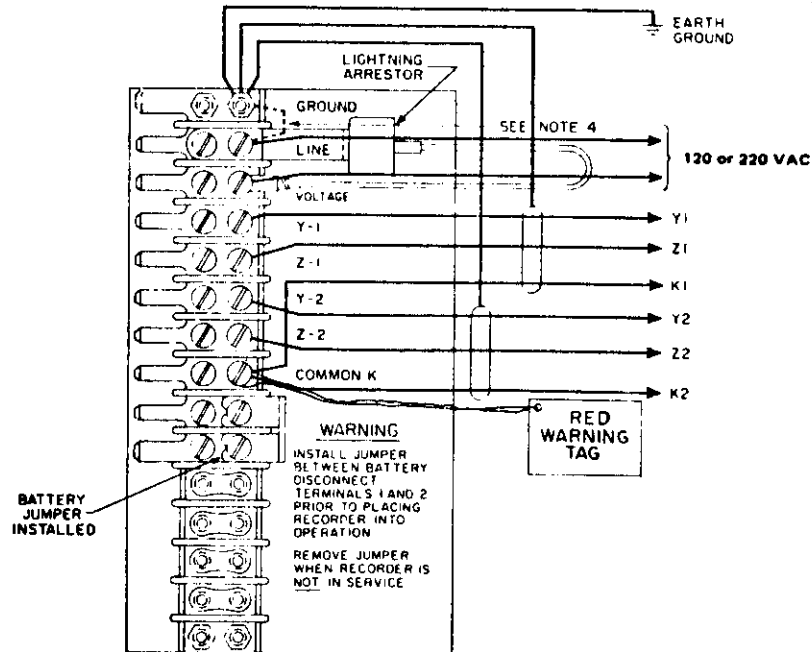 EARTH
GROUND
LIGHTNING
ARRESTOR
GROUND
SEE NOTE 4
LINE
120 or 220 VAC
VOLTAGE
Y1
Y-1
Z1
Z-1
K1
Y-2
Y2
Z-2
Z2
COMMON K
K2
RED
WARNING
TAG
WARNING
INSTALL JUMPER
BETWEEN BATTERY
DISCONNECT
TERMINALS 1 AND 2
PRIOR TO PLACING
RECORDER INTO
OPERATION
REMOVE JUMPER
WHEN RECORDER IS
NOT IN SERVICE
BATTERY
JUMPER
INSTALLED